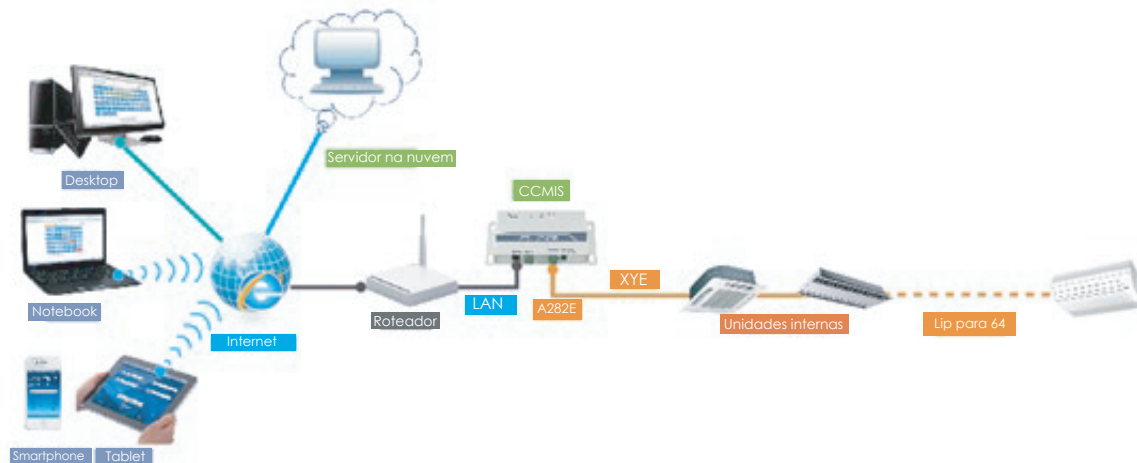 Servidor na nuvem
Desktop
CCMIS
XYE
LAN
A282E
Notebook
Roteador
Unidades internas
Lip para 64
Internet
Smartphone
Tablet